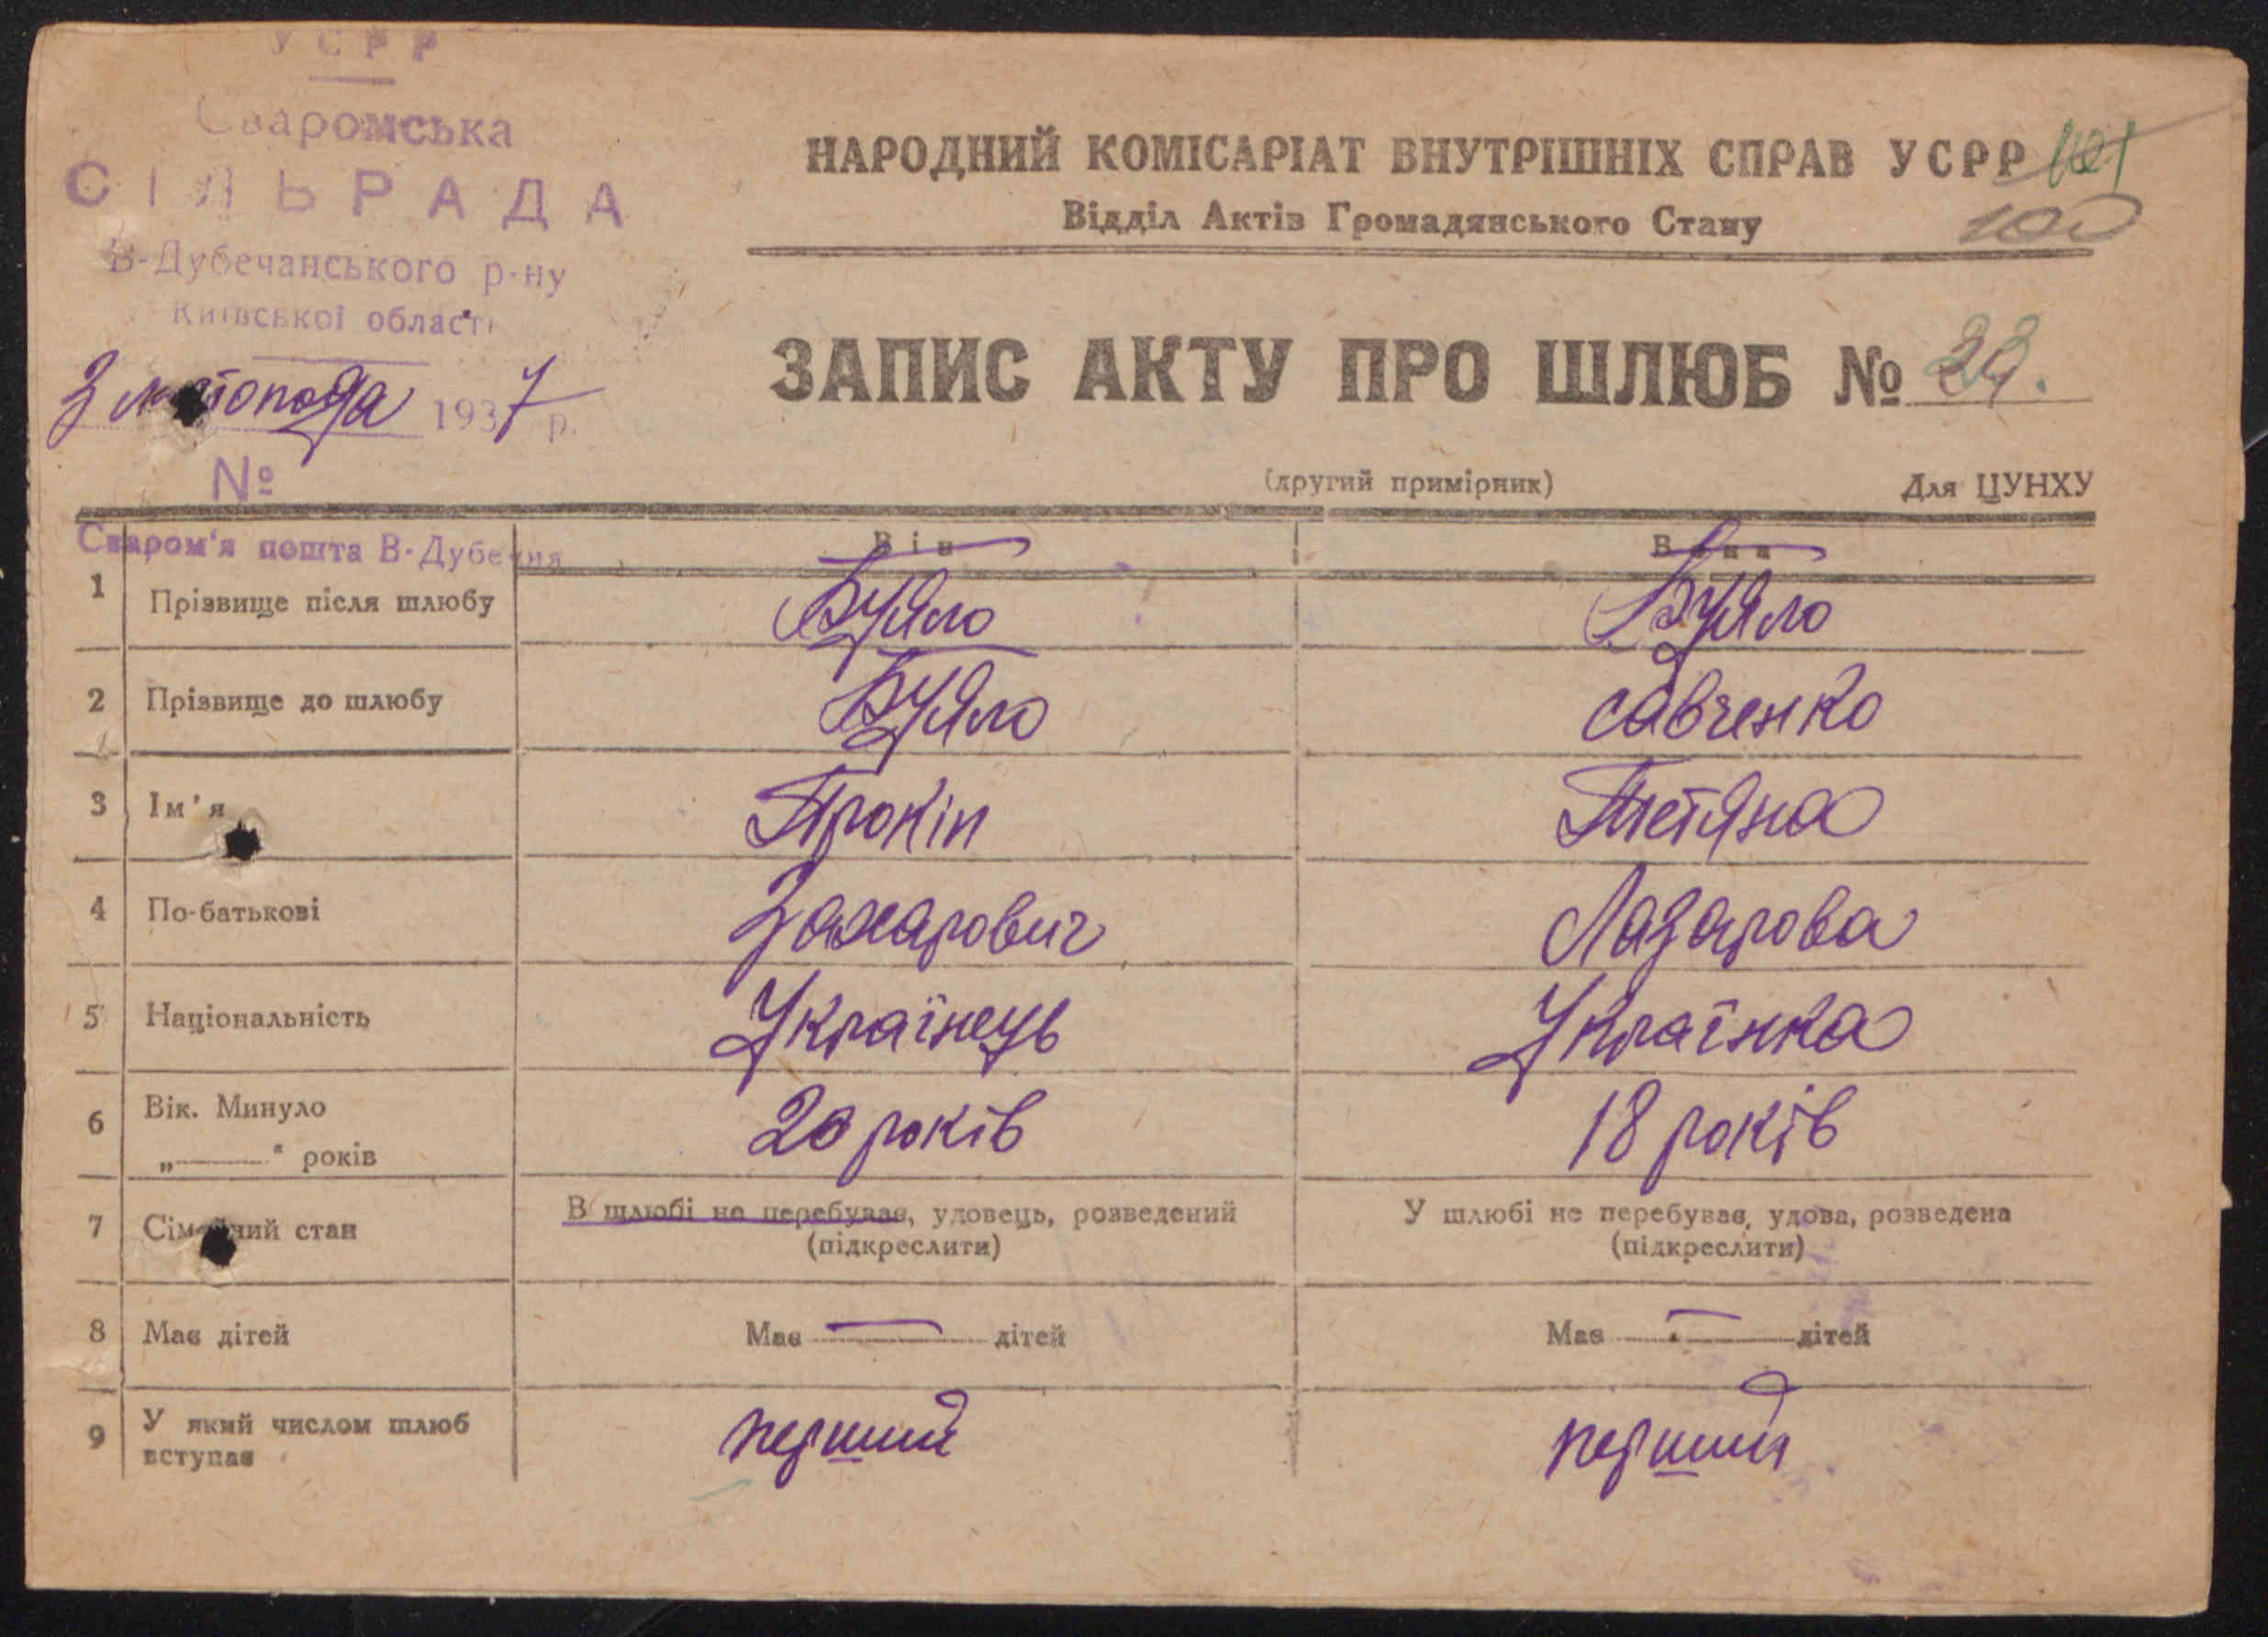 УСРР
Сваромська
СІЛЬРАДА
В-Дубечанського р-ну
Київської області
3 листопада 1937 р.
№
НАРОДНИЙ КОМІСАРІАТ ВНУТРІШНІХ СПРАВ УСРР 101
Відділ Актів Громадянського Стану 100
ЗАПИС АКТУ ПРО ШЛЮБ №
(другий примірник) Для ЦУНХУ
Сваром'я пошта В-Дубечня
Він Вона
1 Прізвище після шлюбу Буяло Буяло
2 Прізвище до шлюбу Буяло Савченко
3 Ім'я Прокіп Тетяна
4 По-батькові Захарович Лазарова
5 Національність Українець Українка
6 Вік. Минуло 20 років 18 років
„———“ років
7 Сімейний стан В шлюбі не перебуває, удовець, розведений У шлюбі не перебуває, удова, розведена
(підкреслити) (підкреслити)
8 Має дітей Має — дітей Має — дітей
9 У який числом шлюб перший перший
вступає